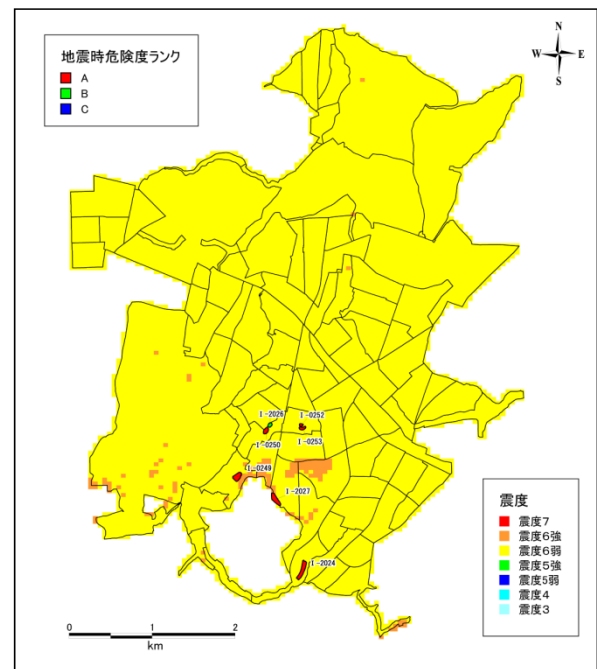 地震時危険度ランク
A
B
C
N
W E
S
I-2026
I-0252
I-0250
I-0253
I-0249
I-2027
I-2024
震度
震度7
震度6強
震度6弱
震度5強
震度5弱
震度4
震度3
0 1 2
km